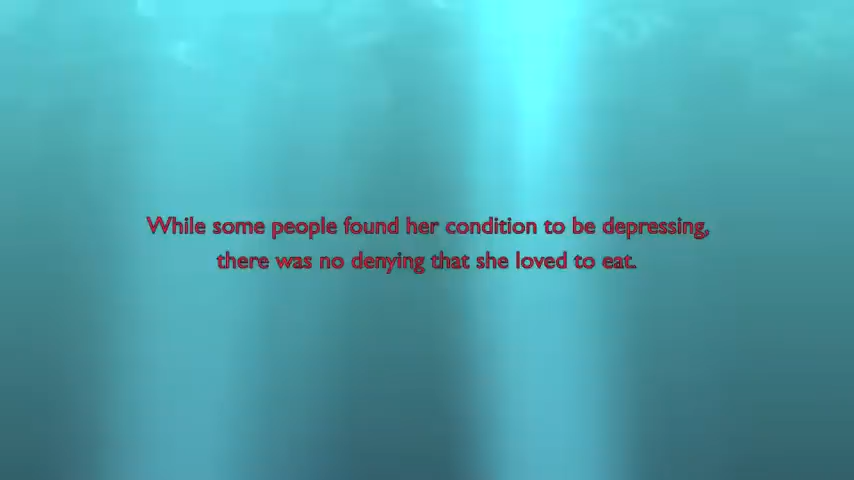 While some people found her condition to be depressing,
there was no denying that she loved to eat.